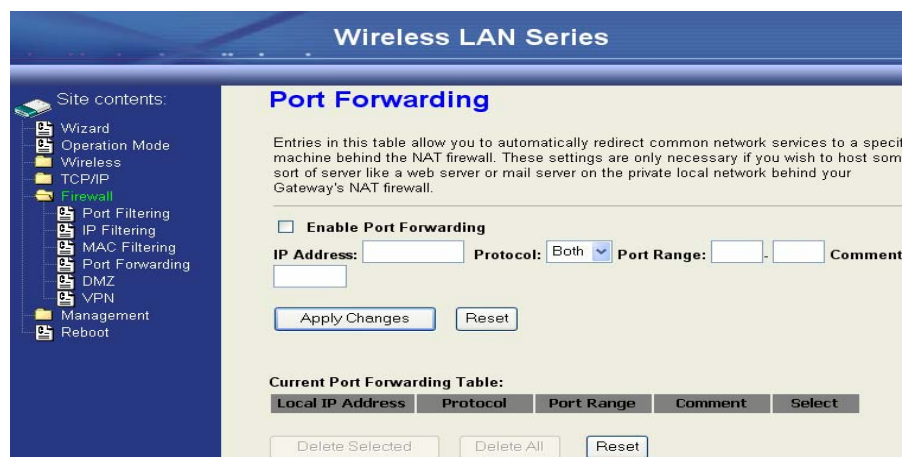 Wireless LAN Series
Site contents:
Wizard
Operation Mode
Wireless
TCP/IP
Firewall
Port Filtering
IP Filtering
MAC Filtering
Port Forwarding
DMZ
VPN
Management
Reboot
Port Forwarding
Entries in this table allow you to automatically redirect common network services to a specif
machine behind the NAT firewall. These settings are only necessary if you wish to host som
sort of server like a web server or mail server on the private local network behind your
Gateway's NAT firewall.
Enable Port Forwarding
IP Address: Protocol: Both Port Range: - Comment
Apply Changes Reset
Current Port Forwarding Table:
Local IP Address Protocol Port Range Comment Select
Delete Selected Delete All Reset